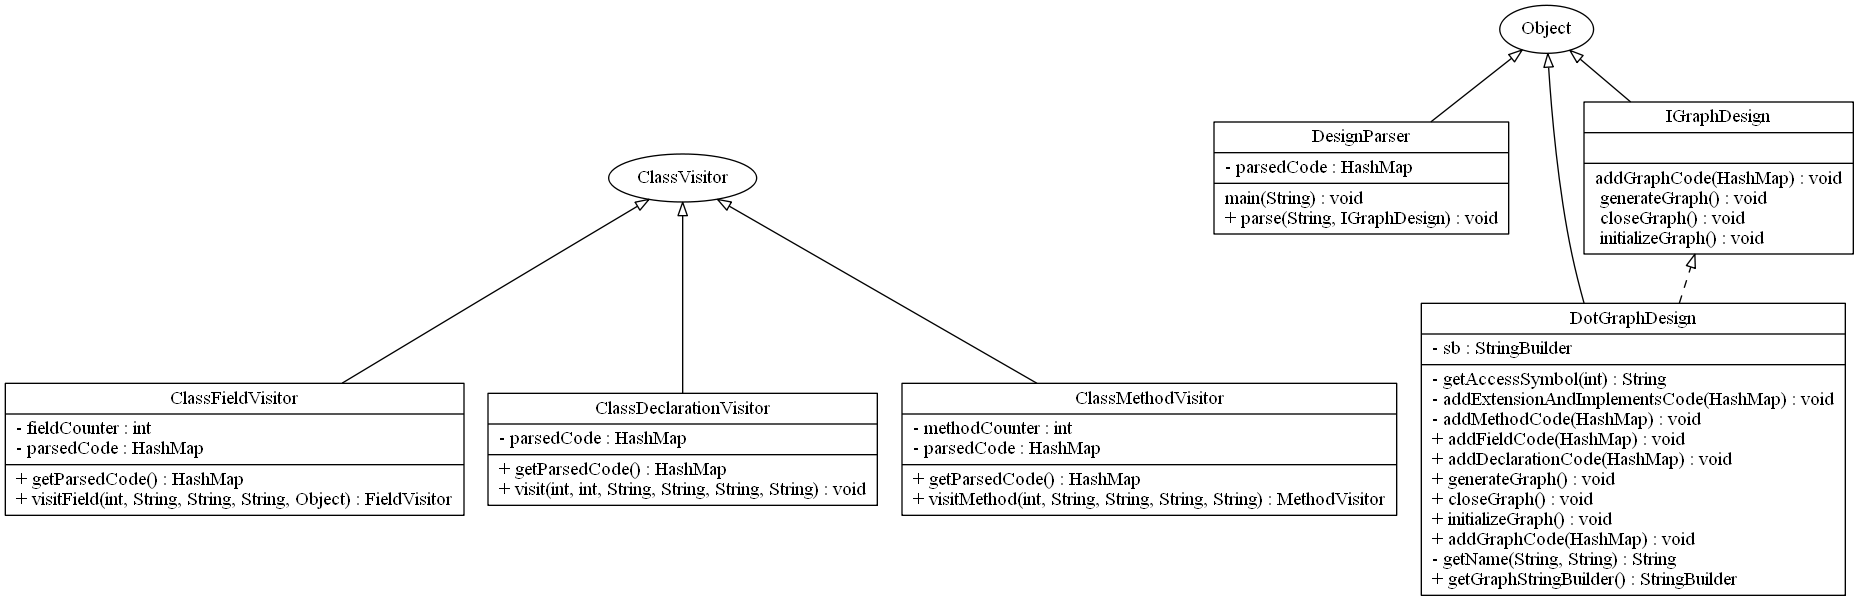 Object
DesignParser
- parsedCode : HashMap
main(String) : void
+ parse(String, IGraphDesign) : void
IGraphDesign
addGraphCode(HashMap) : void
generateGraph() : void
closeGraph() : void
initializeGraph() : void
ClassVisitor
ClassFieldVisitor
- fieldCounter : int
- parsedCode : HashMap
+ getParsedCode() : HashMap
+ visitField(int, String, String, String, Object) : FieldVisitor
ClassDeclarationVisitor
- parsedCode : HashMap
+ getParsedCode() : HashMap
+ visit(int, int, String, String, String, String) : void
ClassMethodVisitor
- methodCounter : int
- parsedCode : HashMap
+ getParsedCode() : HashMap
+ visitMethod(int, String, String, String, String) : MethodVisitor
DotGraphDesign
- sb : StringBuilder
- getAccessSymbol(int) : String
- addExtensionAndImplementsCode(HashMap) : void
- addMethodCode(HashMap) : void
+ addFieldCode(HashMap) : void
+ addDeclarationCode(HashMap) : void
+ generateGraph() : void
+ closeGraph() : void
+ initializeGraph() : void
+ addGraphCode(HashMap) : void
- getName(String, String) : String
+ getGraphStringBuilder() : StringBuilder